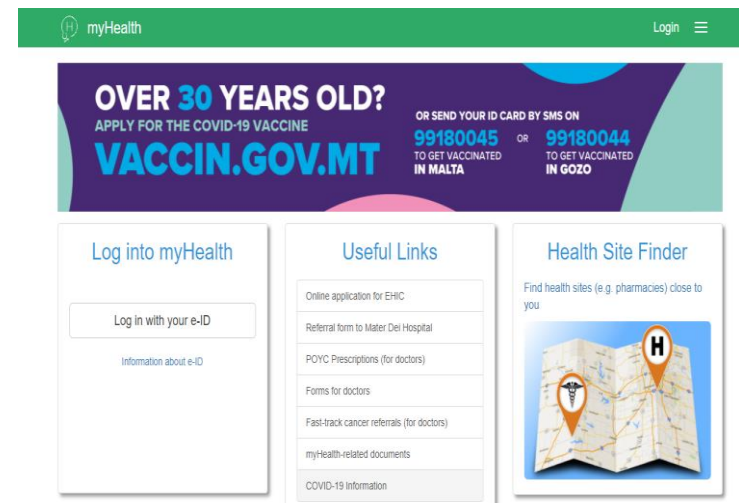 myHealth
Login
OVER 30 YEARS OLD?
APPLY FOR THE COVID-19 VACCINE
VACCIN.GOV.MT
OR SEND YOUR ID CARD BY SMS ON
99180045 OR 99180044
TO GET VACCINATED TO GET VACCINATED
IN MALTA IN GOZO
Log into myHealth
Log in with your e-ID
Information about e-ID
Useful Links
Online application for EHIC
Referral form to Mater Dei Hospital
POYC Prescriptions (for doctors)
Forms for doctors
Fast-track cancer referrals (for doctors)
myHealth-related documents
COVID-19 Information
Health Site Finder
Find health sites (e.g. pharmacies) close to
you
H